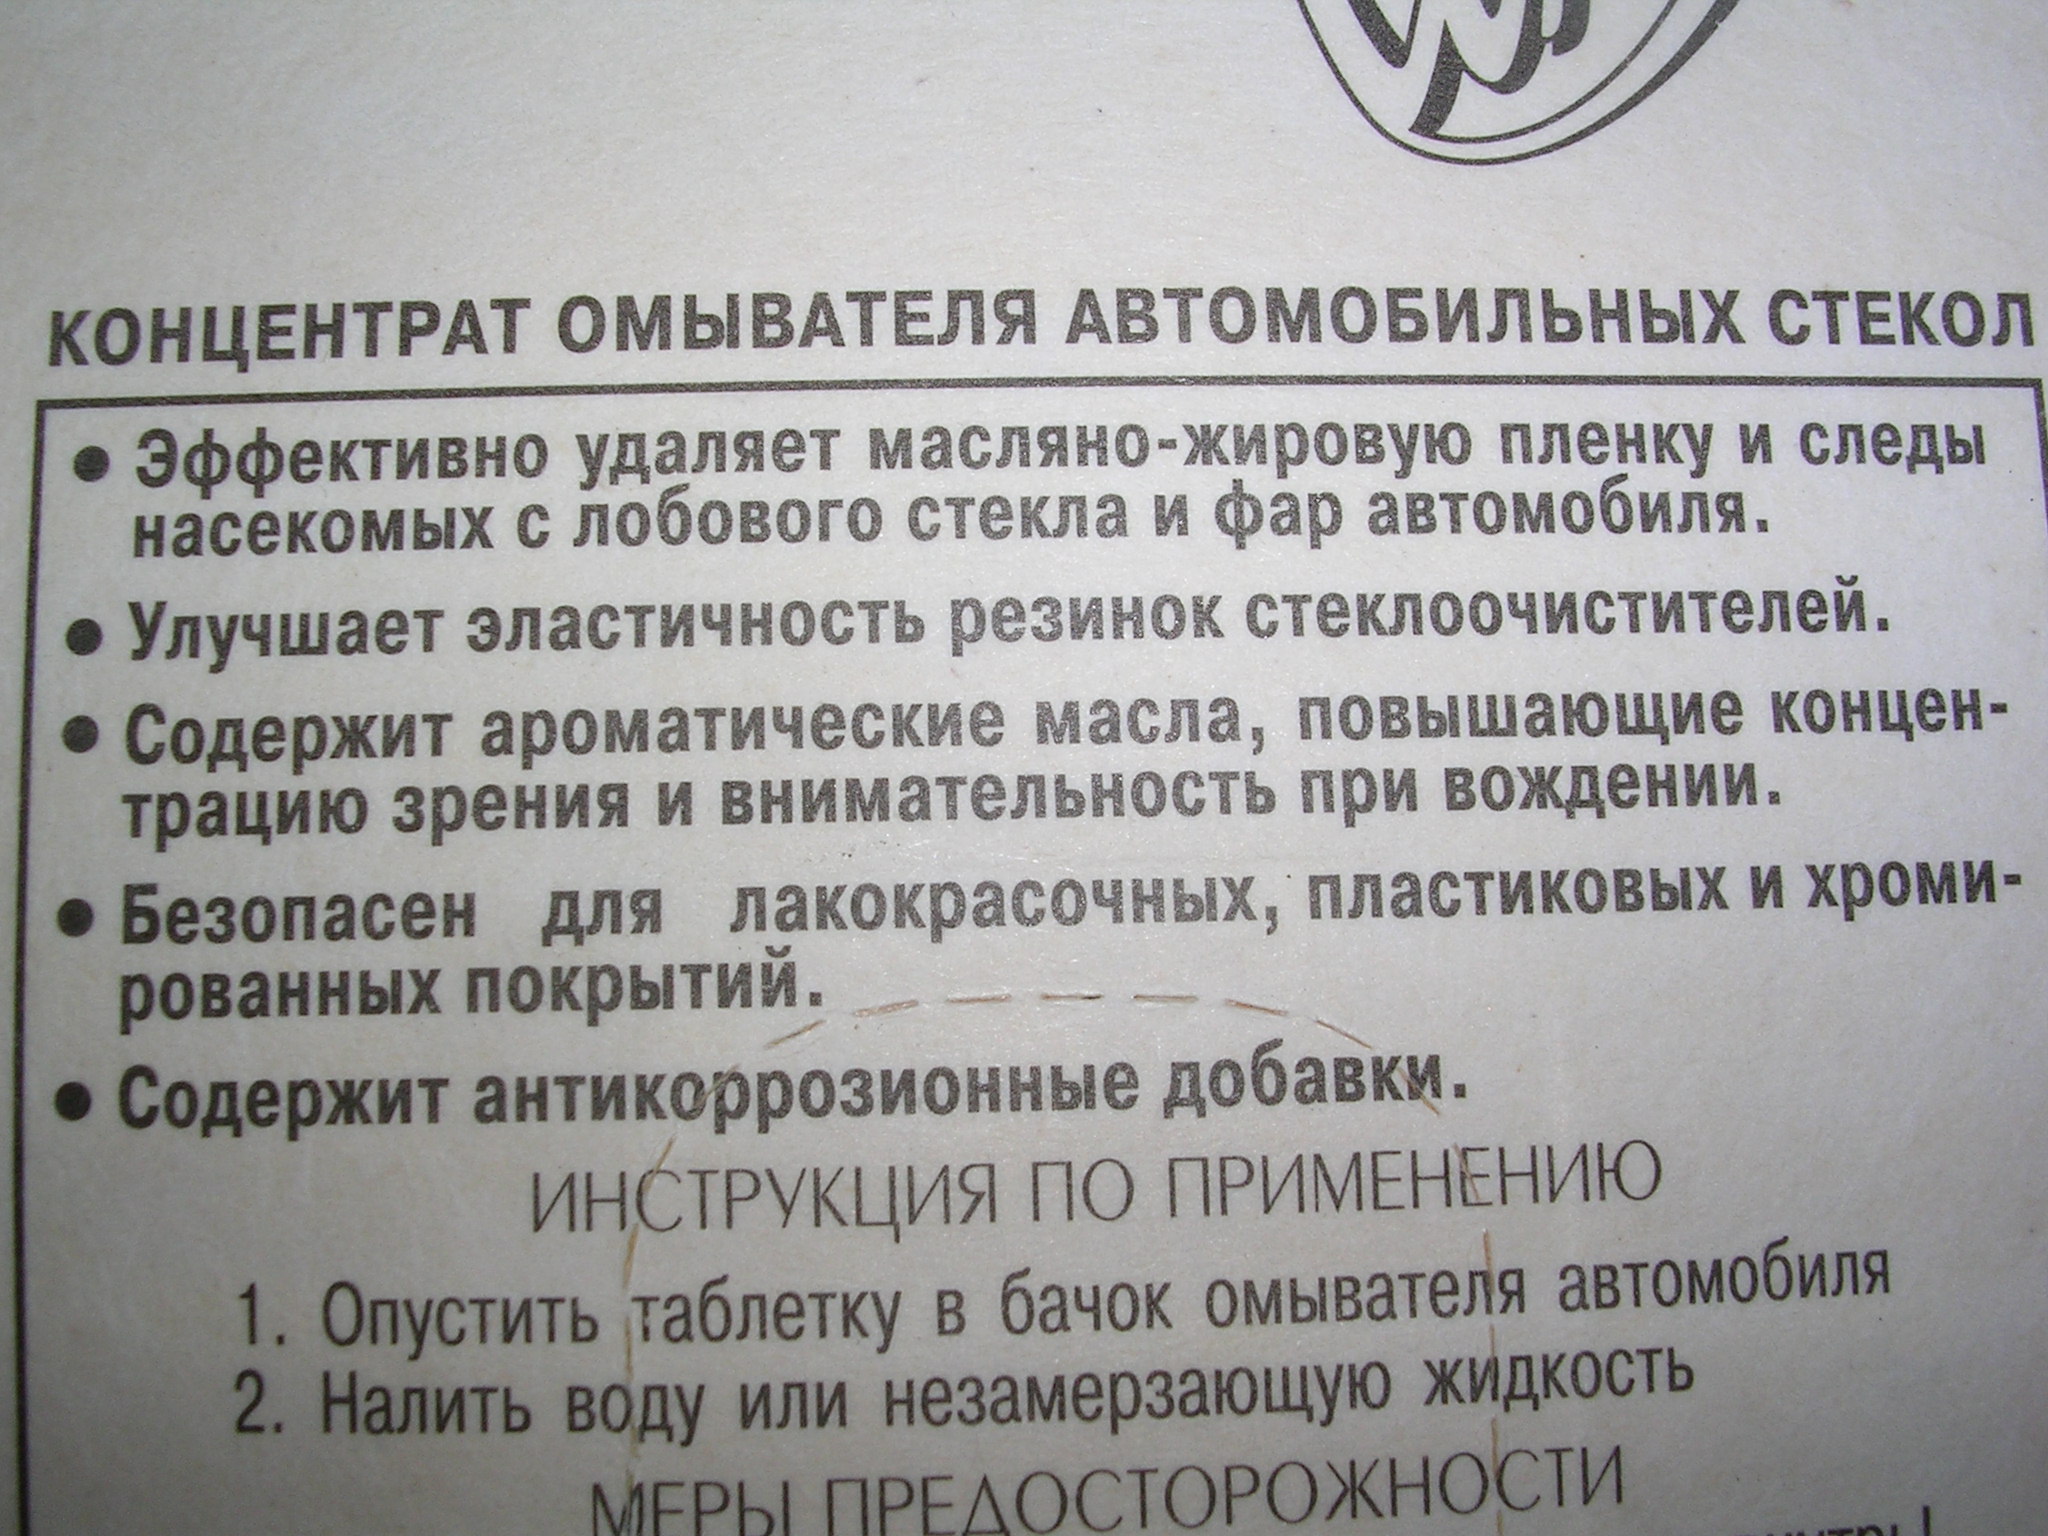 КОНЦЕНТРАТ ОМЫВАТЕЛЯ АВТОМОБИЛЬНЫХ СТЕКОЛ
• Эффективно удаляет масляно-жировую пленку и следы
насекомых с лобового стекла и фар автомобиля.
• Улучшает эластичность резинок стеклоочистителей.
• Содержит ароматические масла, повышающие концен-
трацию зрения и внимательность при вождении.
• Безопасен для лакокрасочных, пластиковых и хроми-
рованных покрытий.
• Содержит антикоррозионные добавки.
ИНСТРУКЦИЯ ПО ПРИМЕНЕНИЮ
1. Опустить таблетку в бачок омывателя автомобиля
2. Налить воду или незамерзающую жидкость
МЕРЫ ПРЕДОСТОРОЖНОСТИ